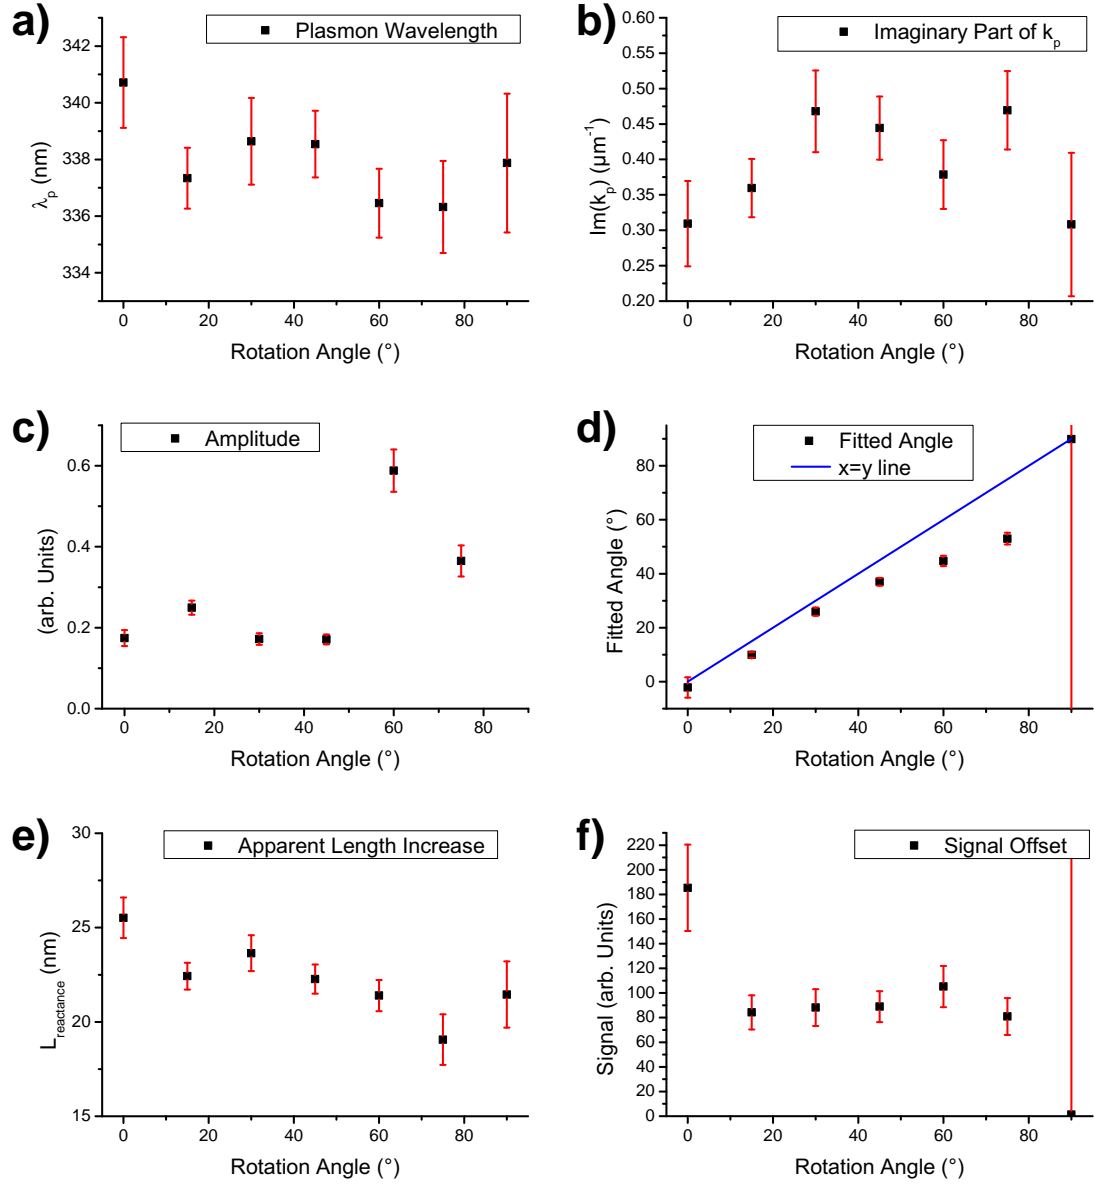 a)
Plasmon Wavelength
342
340
338
336
334
λp (nm)
0 20 40 60 80
Rotation Angle (°)
b)
Imaginary Part of kp
0.60
0.55
0.50
0.45
0.40
0.35
0.30
0.25
0.20
Im(kp) (μm-1)
0 20 40 60 80
Rotation Angle (°)
c)
Amplitude
0.6
0.4
0.2
0.0
(arb. Units)
0 20 40 60 80
Rotation Angle (°)
d)
Fitted Angle
x=y line
80
60
40
20
0
Fitted Angle (°)
0 20 40 60 80
Rotation Angle (°)
e)
Apparent Length Increase
30
25
20
15
Lreactance (nm)
0 20 40 60 80
Rotation Angle (°)
f)
Signal Offset
220
200
180
160
140
120
100
80
60
40
20
0
Signal (arb. Units)
0 20 40 60 80
Rotation Angle (°)